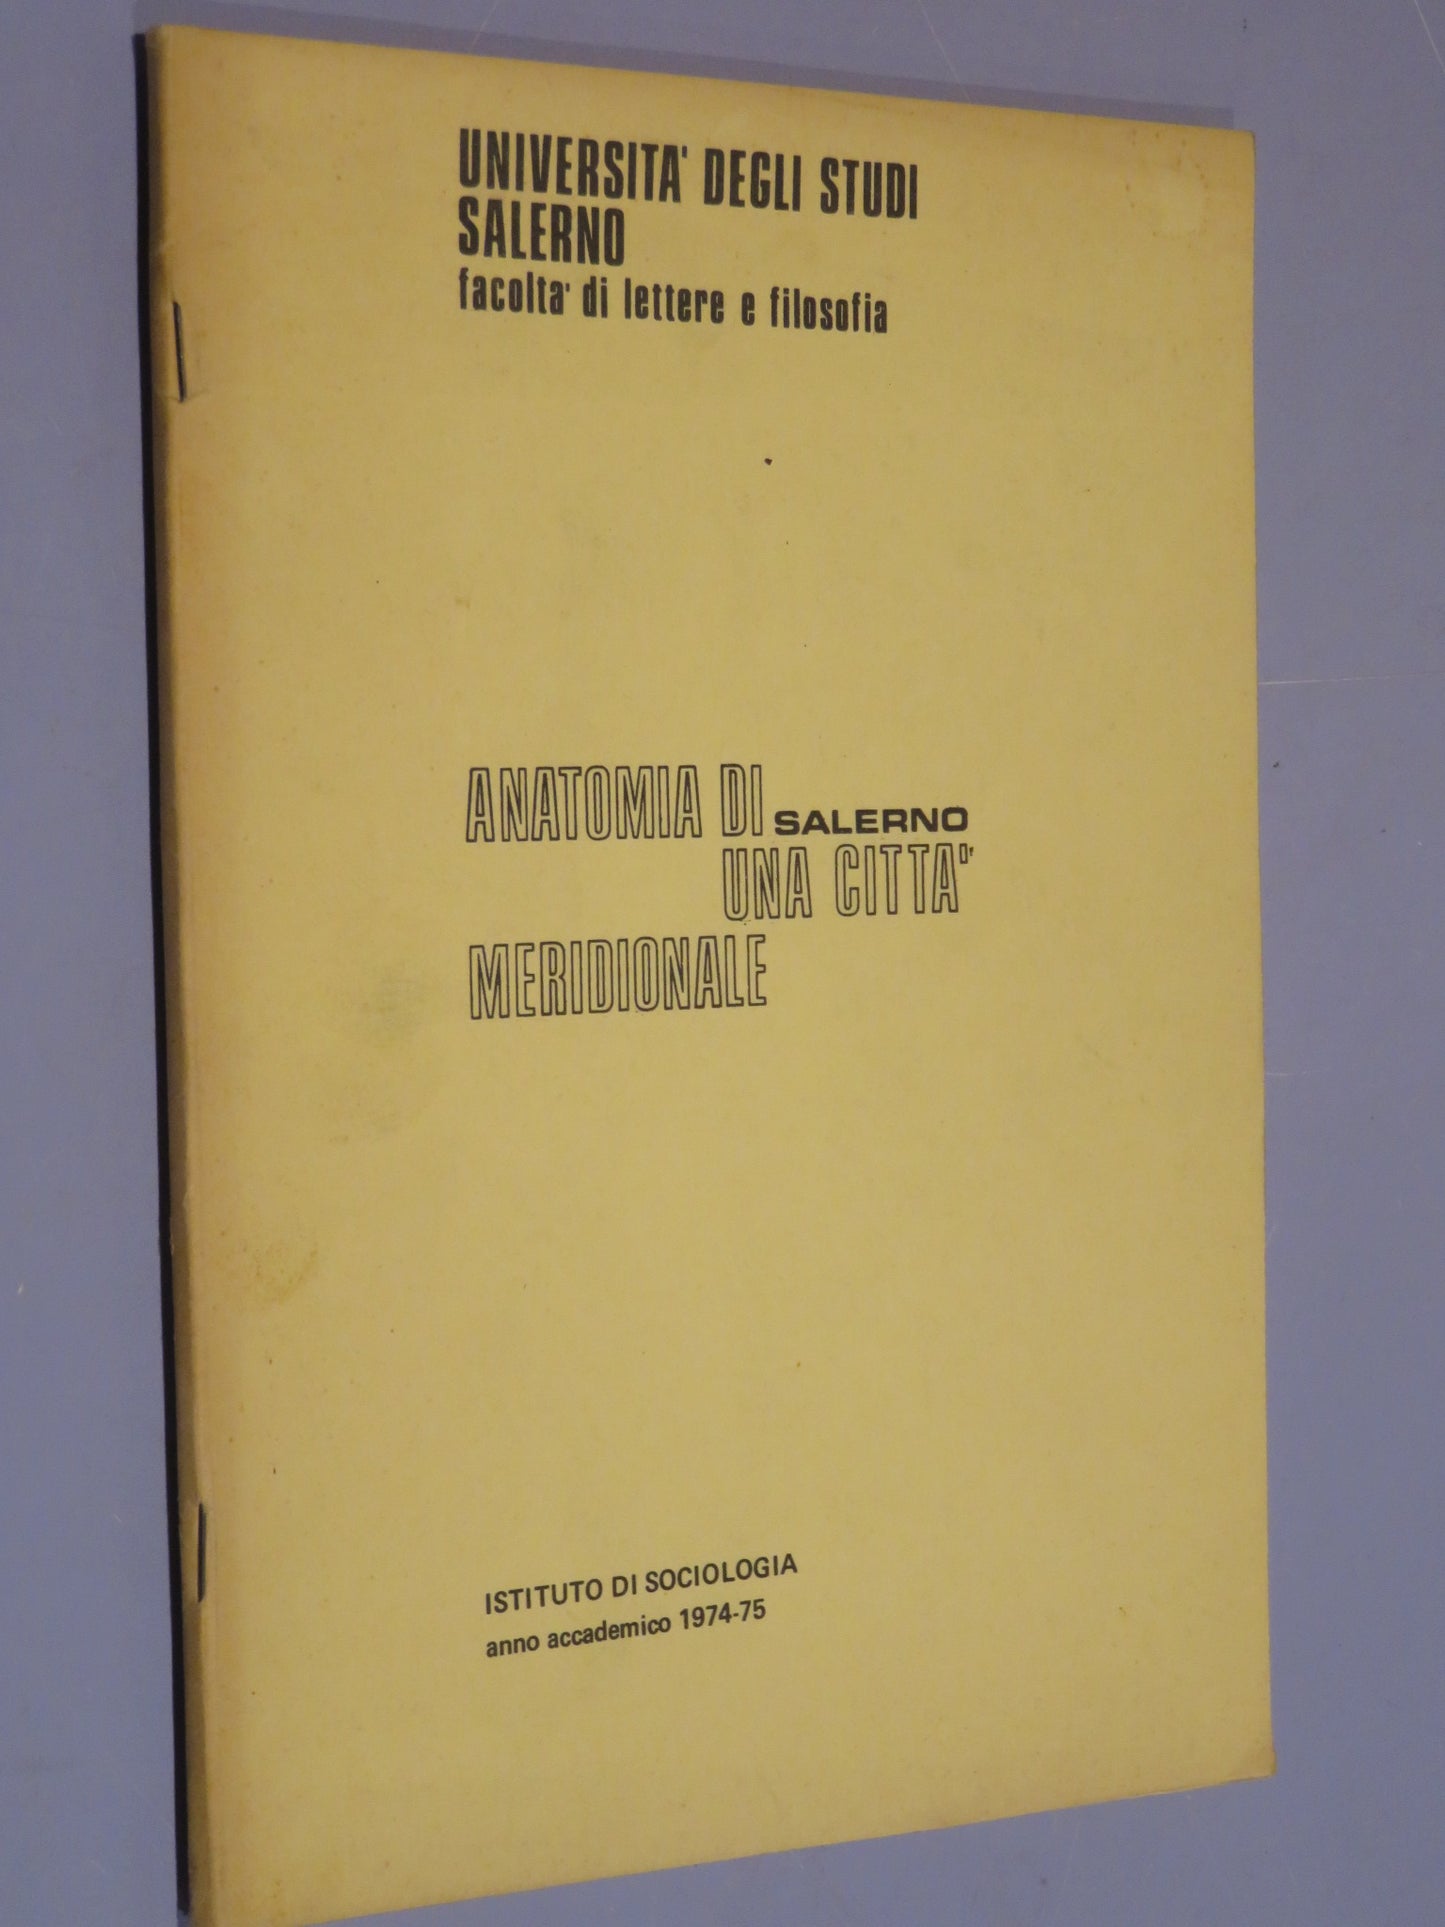 UNIVERSITA' DEGLI STUDI
SALERNO
facolta' di lettere e filosofia
ANATOMIA DI SALERNO
UNA CITTA'
MERIDIONALE
ISTITUTO DI SOCIOLOGIA
anno accademico 1974-75